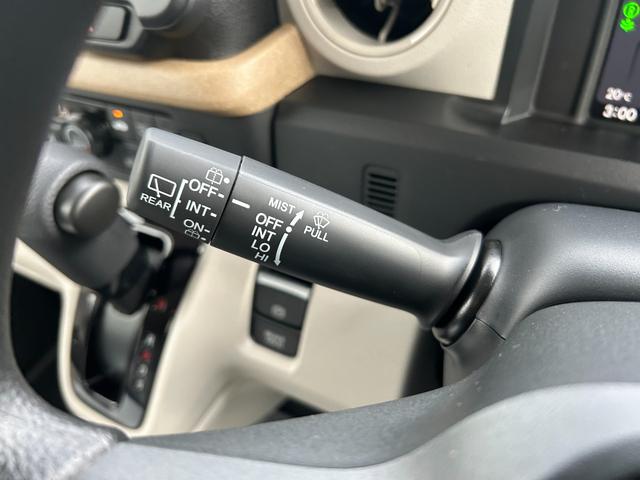 20°C
3:00
REAR
OFF
INT
ON
MIST
OFF
INT
LO
HI
PULL